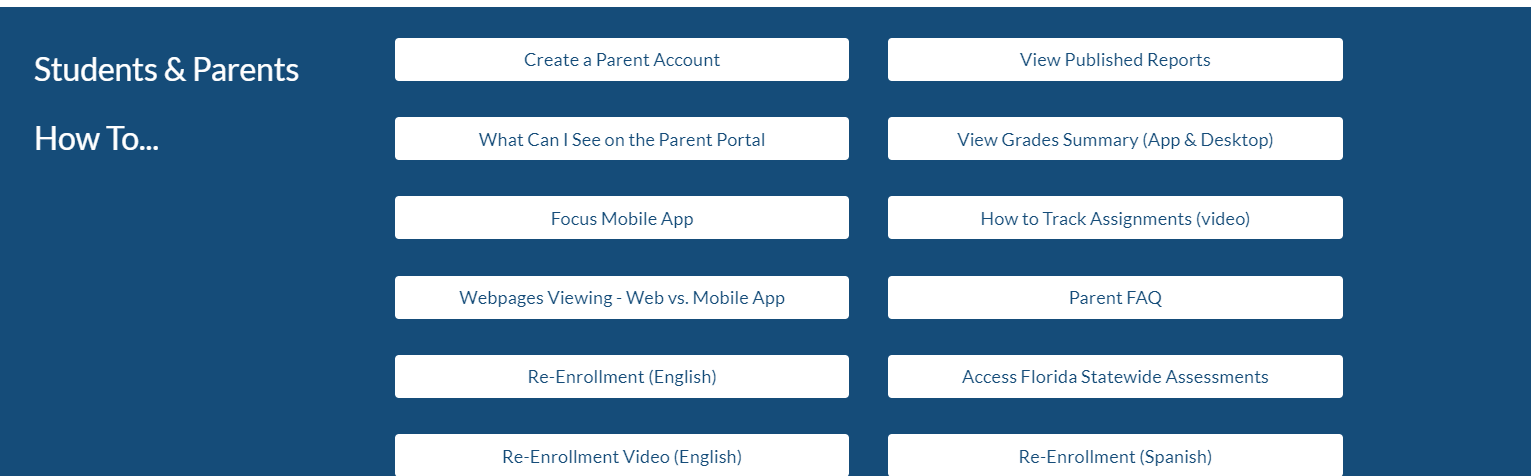 Students & Parents
How To...
Create a Parent Account
View Published Reports
What Can I See on the Parent Portal
View Grades Summary (App & Desktop)
Focus Mobile App
How to Track Assignments (video)
Webpages Viewing - Web vs. Mobile App
Parent FAQ
Re-Enrollment (English)
Access Florida Statewide Assessments
Re-Enrollment Video (English)
Re-Enrollment (Spanish)